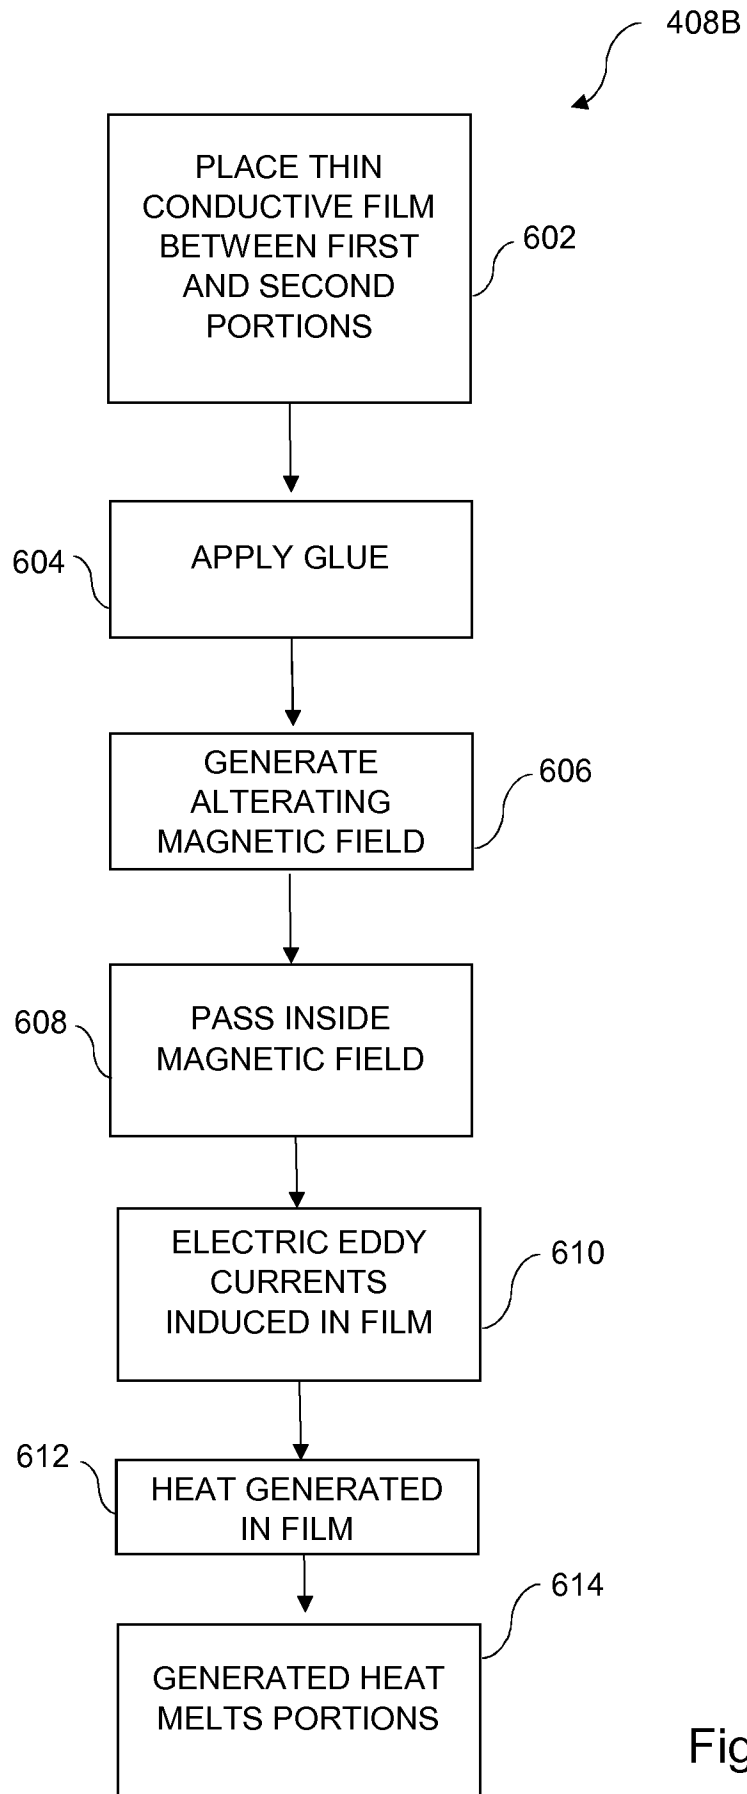 408B
PLACE THIN
CONDUCTIVE FILM
BETWEEN FIRST
AND SECOND
PORTIONS
602
APPLY GLUE
604
GENERATE
ALTERATING
MAGNETIC FIELD
606
PASS INSIDE
MAGNETIC FIELD
608
ELECTRIC EDDY
CURRENTS
INDUCED IN FILM
610
612
HEAT GENERATED
IN FILM
614
GENERATED HEAT
MELTS PORTIONS
Fig